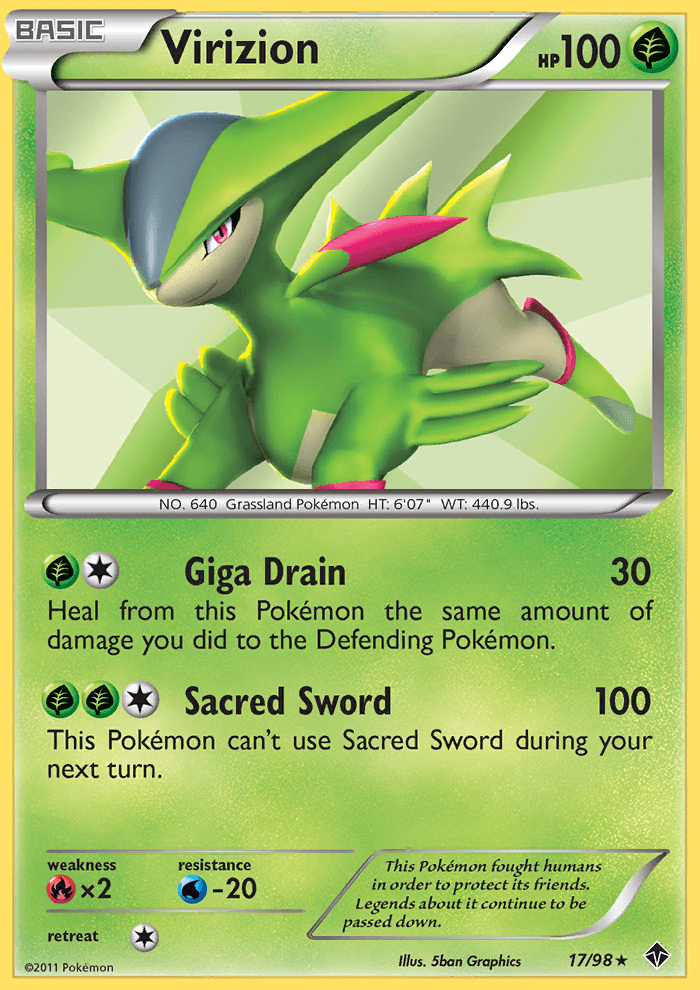 BASIC
Virizion
HP100
NO. 640 Grassland Pokémon HT: 6'07" WT: 440.9 lbs.
Giga Drain 30
Heal from this Pokémon the same amount of
damage you did to the Defending Pokémon.
Sacred Sword 100
This Pokémon can't use Sacred Sword during your
next turn.
weakness
×2
resistance
-20
retreat
This Pokémon fought humans
in order to protect its friends.
Legends about it continue to be
passed down.
©2011 Pokémon
Illus. 5ban Graphics
17/98★